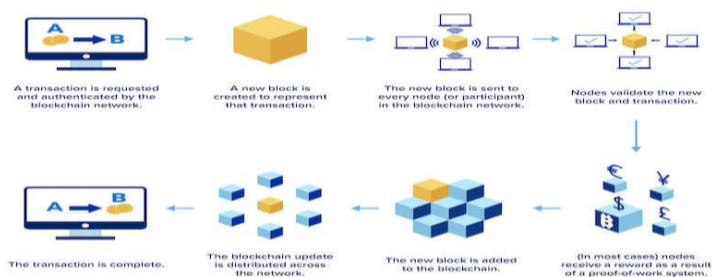 A
B
A transaction is requested
and authenticated by the
blockchain network.
A new block is
created to represent
that transaction.
The new block is sent to
every node (or participant)
in the blockchain network.
Nodes validate the new
block and transaction.
€
¥
$
£
₿
(In most cases) nodes
receive a reward as a result
of a proof-of-work system.
The new block is added
to the blockchain.
The blockchain update
is distributed across
the network.
A
B
The transaction is complete.